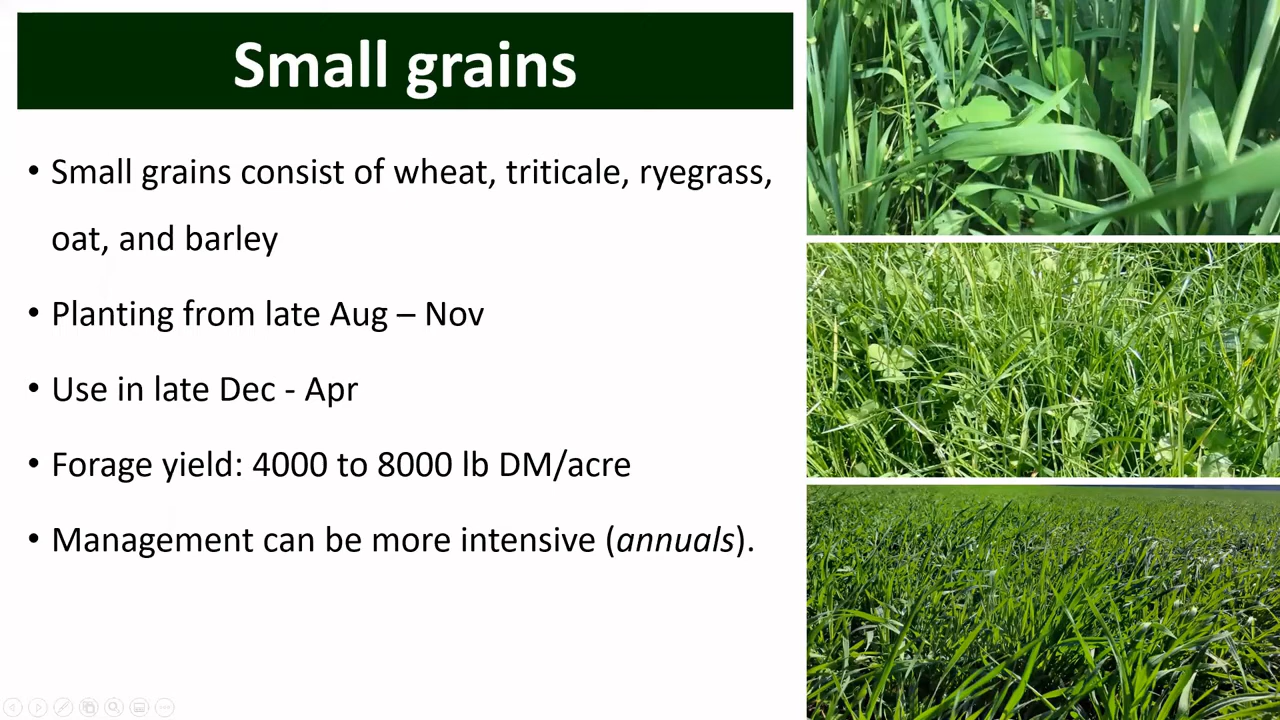 Small grains
• Small grains consist of wheat, triticale, ryegrass,
oat, and barley
• Planting from late Aug – Nov
• Use in late Dec - Apr
• Forage yield: 4000 to 8000 lb DM/acre
• Management can be more intensive (annuals).